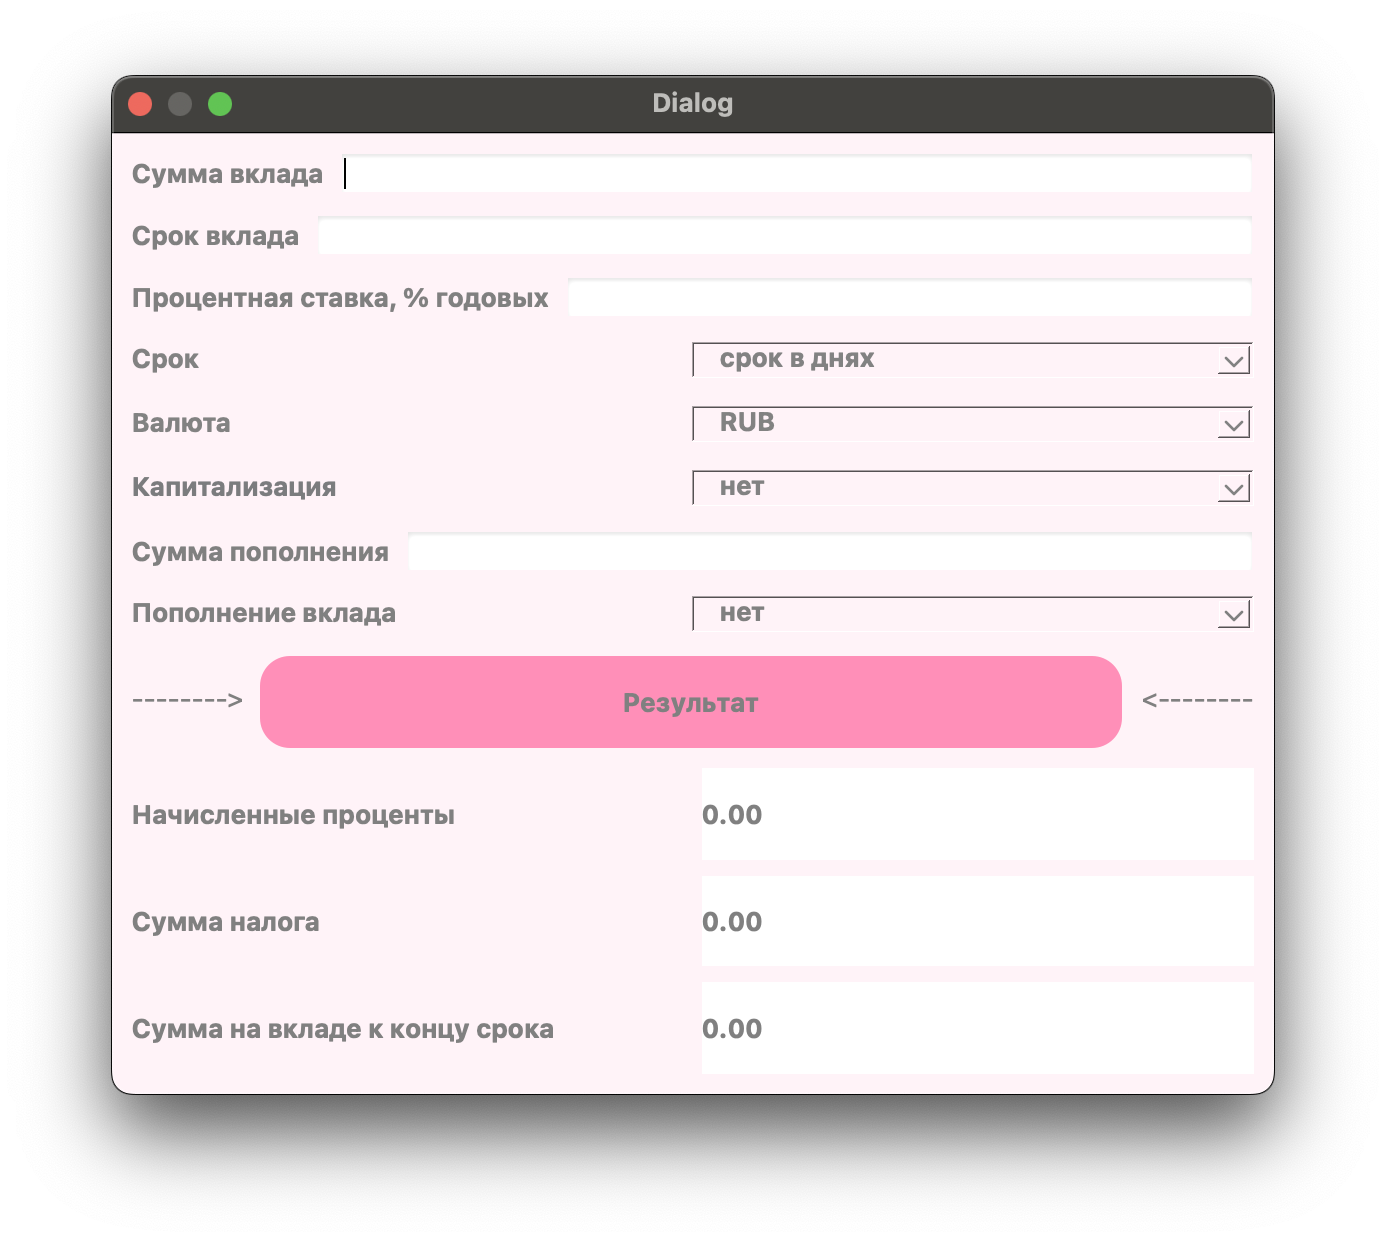 Dialog
Сумма вклада
Срок вклада
Процентная ставка, % годовых
Срок срок в днях
Валюта RUB
Капитализация нет
Сумма пополнения
Пополнение вклада нет
--------> Результат <--------
Начисленные проценты 0.00
Сумма налога 0.00
Сумма на вкладе к концу срока 0.00